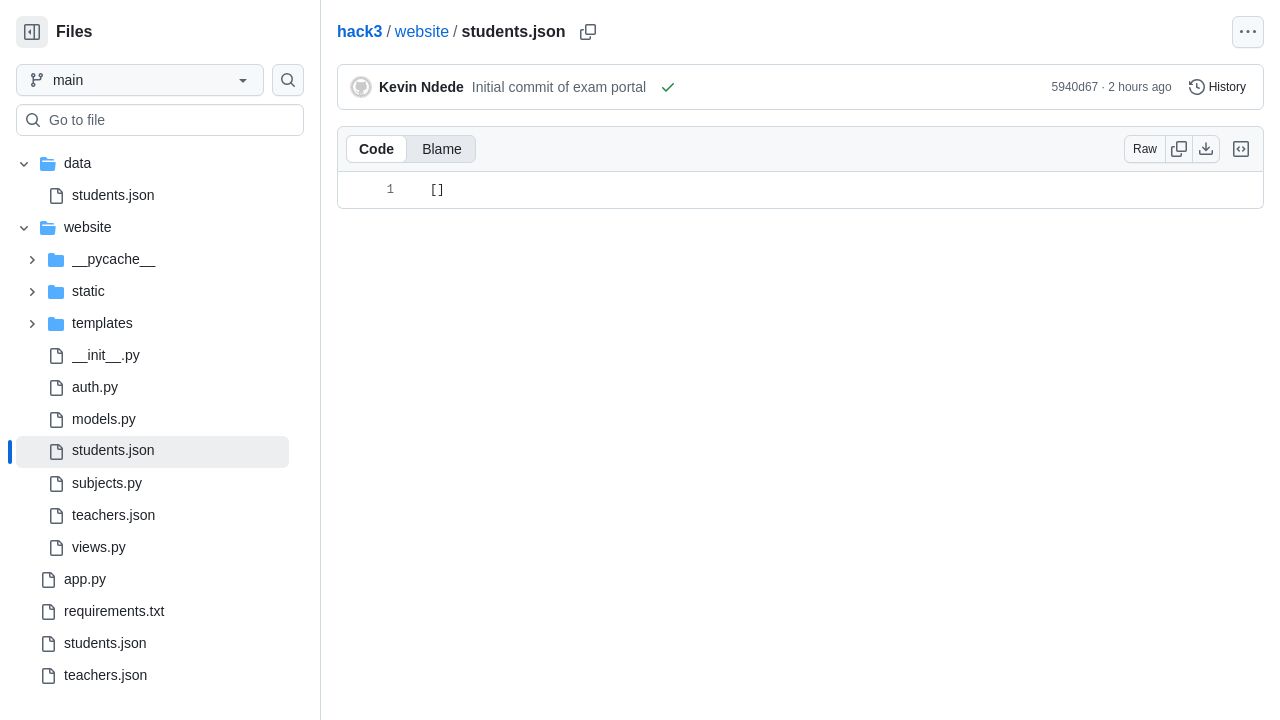 Files
main
Go to file
data
students.json
website
__pycache__
static
templates
__init__.py
auth.py
models.py
students.json
subjects.py
teachers.json
views.py
app.py
requirements.txt
students.json
teachers.json
hack3 / website / students.json
Kevin Ndede Initial commit of exam portal 5940d67 · 2 hours ago History
Code Blame Raw
1 []